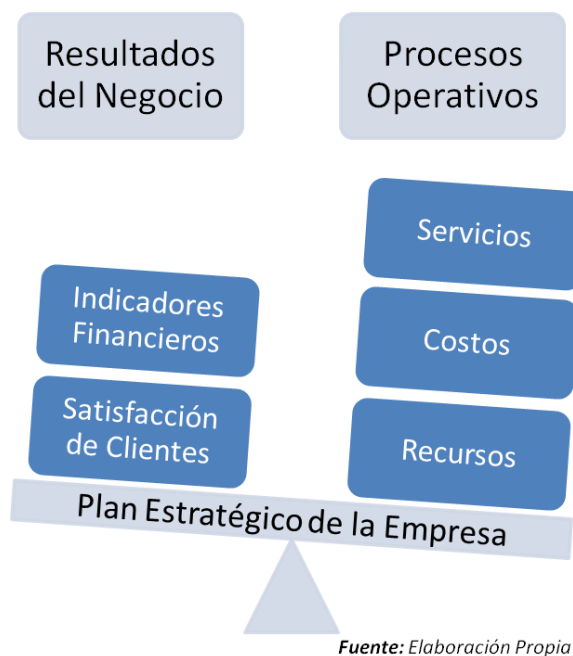 Resultados
del Negocio
Procesos
Operativos
Indicadores
Financieros
Satisfacción
de Clientes
Servicios
Costos
Recursos
Plan Estratégico de la Empresa
Fuente: Elaboración Propia